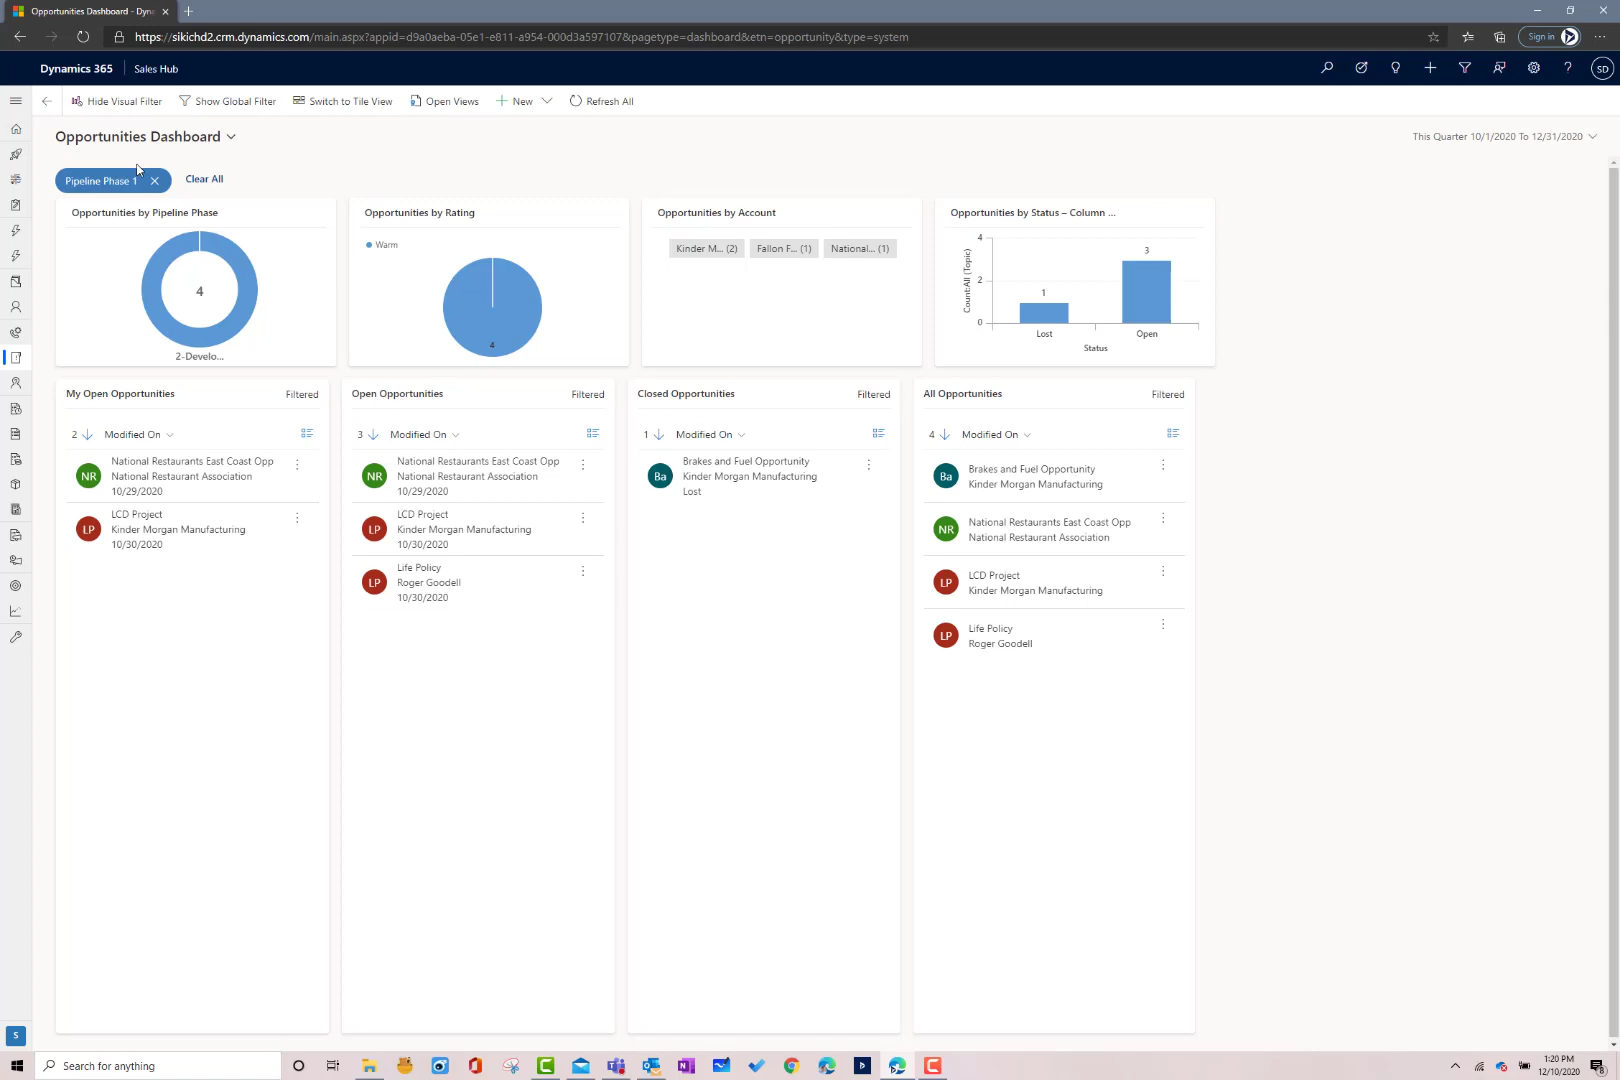 Opportunities Dashboard - Dyna
https://sikichd2.crm.dynamics.com/main.aspx?appid=d9a0aeba-05e1-e811-a954-000d3a597107&pagetype=dashboard&etn=opportunity&type=system
Sign in
Dynamics 365
Sales Hub
SD
Hide Visual Filter
Show Global Filter
Switch to Tile View
Open Views
New
Refresh All
Opportunities Dashboard
This Quarter 10/1/2020 To 12/31/2020
Pipeline Phase 1
Clear All
Opportunities by Pipeline Phase
4
2-Develo...
Opportunities by Rating
Warm
4
Opportunities by Account
Kinder M... (2)
Fallon F... (1)
National... (1)
Opportunities by Status – Column ...
Count:All (Topic)
4
2
0
1
3
Lost
Open
Status
My Open Opportunities
Filtered
2
Modified On
NR
National Restaurants East Coast Opp
National Restaurant Association
10/29/2020
LP
LCD Project
Kinder Morgan Manufacturing
10/30/2020
Open Opportunities
Filtered
3
Modified On
NR
National Restaurants East Coast Opp
National Restaurant Association
10/29/2020
LP
LCD Project
Kinder Morgan Manufacturing
10/30/2020
LP
Life Policy
Roger Goodell
10/30/2020
Closed Opportunities
Filtered
1
Modified On
Ba
Brakes and Fuel Opportunity
Kinder Morgan Manufacturing
Lost
All Opportunities
Filtered
4
Modified On
Ba
Brakes and Fuel Opportunity
Kinder Morgan Manufacturing
NR
National Restaurants East Coast Opp
National Restaurant Association
LP
LCD Project
Kinder Morgan Manufacturing
LP
Life Policy
Roger Goodell
S
Search for anything
1:20 PM
12/10/2020
8